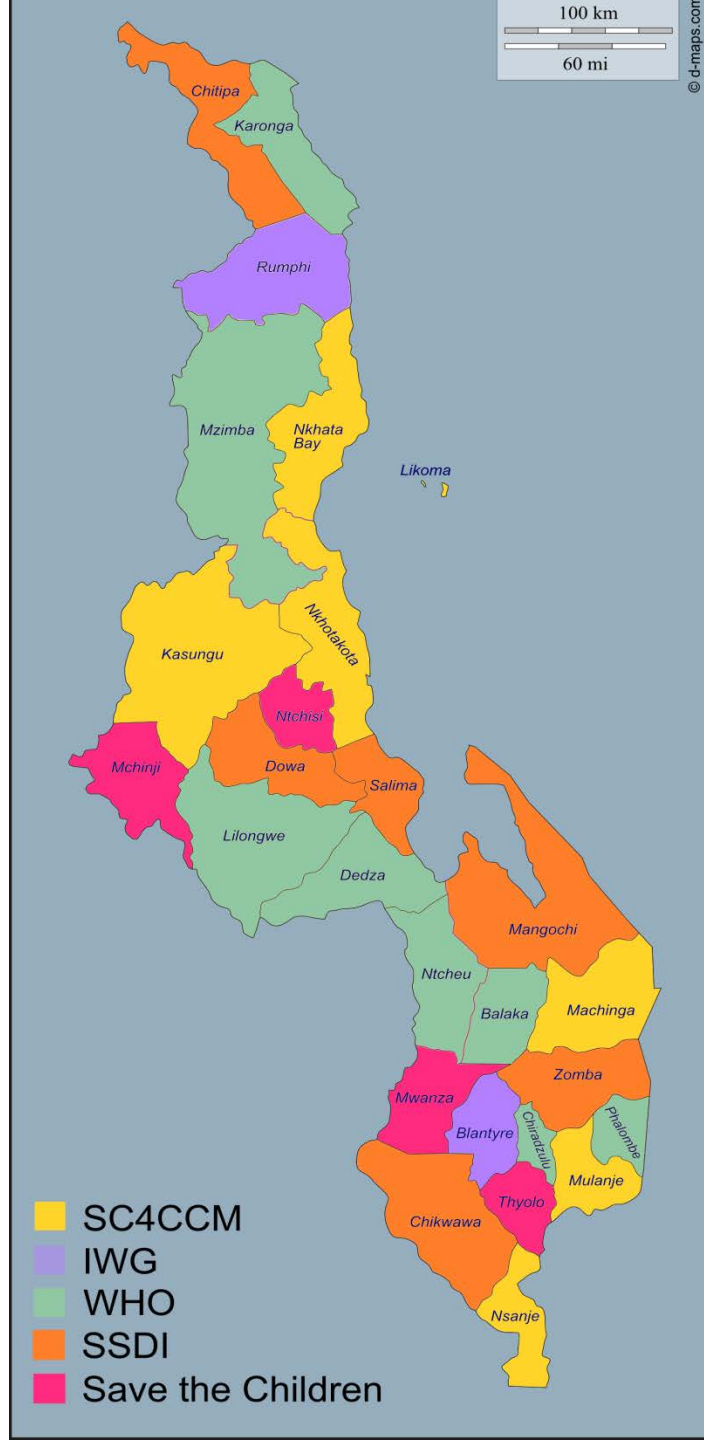 100 km
60 mi
© d-maps.com
Chitipa
Karonga
Rumphi
Mzimba
Nkhata
Bay
Likoma
Nkhotakota
Kasungu
Ntchisi
Mchinji
Dowa
Salima
Lilongwe
Dedza
Mangochi
Ntcheu
Balaka
Machinga
Zomba
Mwanza
Blantyre
Chiradzulu
Phalombe
Mulanje
Thyolo
Chikwawa
Nsanje
SC4CCM
IWG
WHO
SSDI
Save the Children